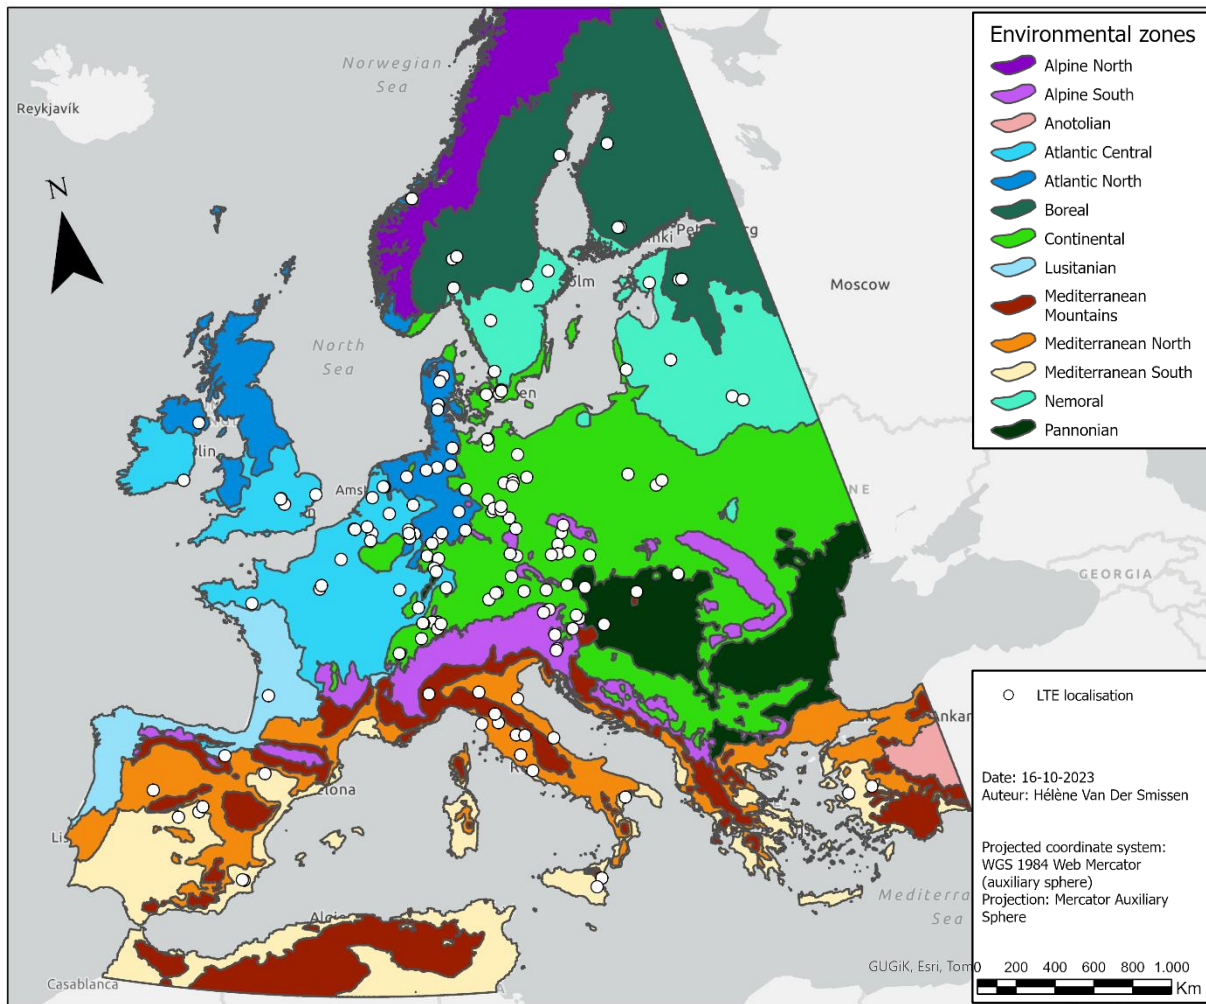 Environmental zones
Alpine North
Alpine South
Anotolian
Atlantic Central
Atlantic North
Boreal
Continental
Lusitanian
Mediterranean
Mountains
Mediterranean North
Mediterranean South
Nemoral
Pannonian
Norwegian
Sea
Reykjavík
N
Moscow
North
Sea
GEORGIA
LTE localisation
Date: 16-10-2023
Auteur: Hélène Van Der Smissen
Projected coordinate system:
WGS 1984 Web Mercator
(auxiliary sphere)
Projection: Mercator Auxiliary
Sphere
Sea
Casablanca
GUGiK, Esri, Tom
0 200 400 600 800 1.000
Km